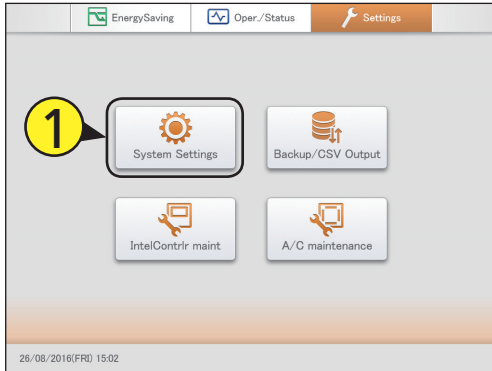 EnergySaving
Oper./Status
Settings
1
System Settings
Backup/CSV Output
IntelContrlr maint
A/C maintenance
26/08/2016(FRI) 15:02